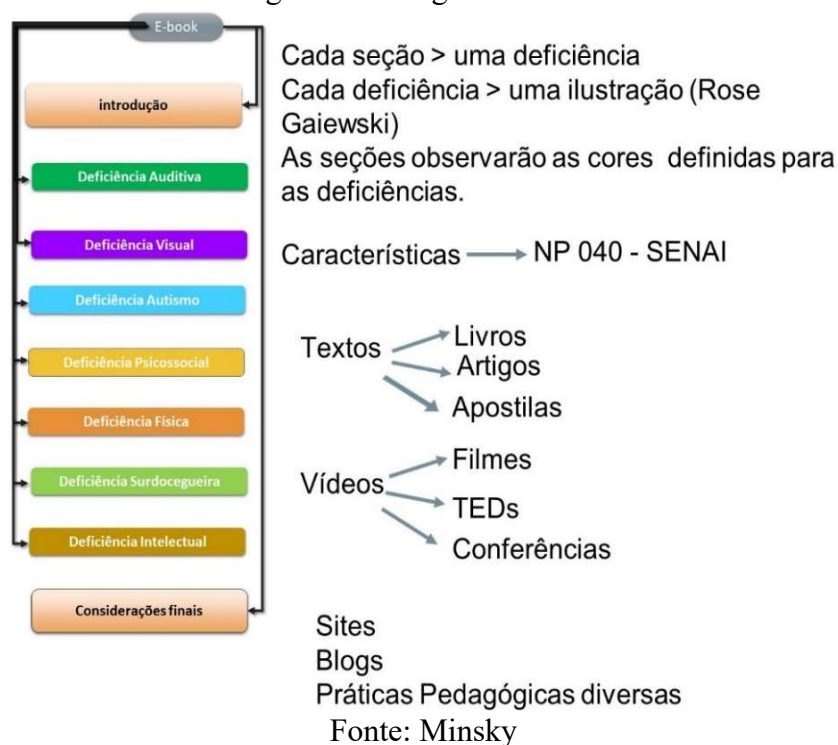 E-book
introdução
Deficiência Auditiva
Deficiência Visual
Deficiência Autismo
Deficiência Psicossocial
Deficiência Física
Deficiência Surdocegueira
Deficiência Intelectual
Considerações finais
Cada seção > uma deficiência
Cada deficiência > uma ilustração (Rose
Gaiewski)
As seções observarão as cores definidas para
as deficiências.
Característícas NP 040 - SENAI
Textos
Livros
Artigos
Apostilas
Vídeos
Filmes
TEDs
Conferências
Sites
Blogs
Práticas Pedagógicas diversas
Fonte: Minsky